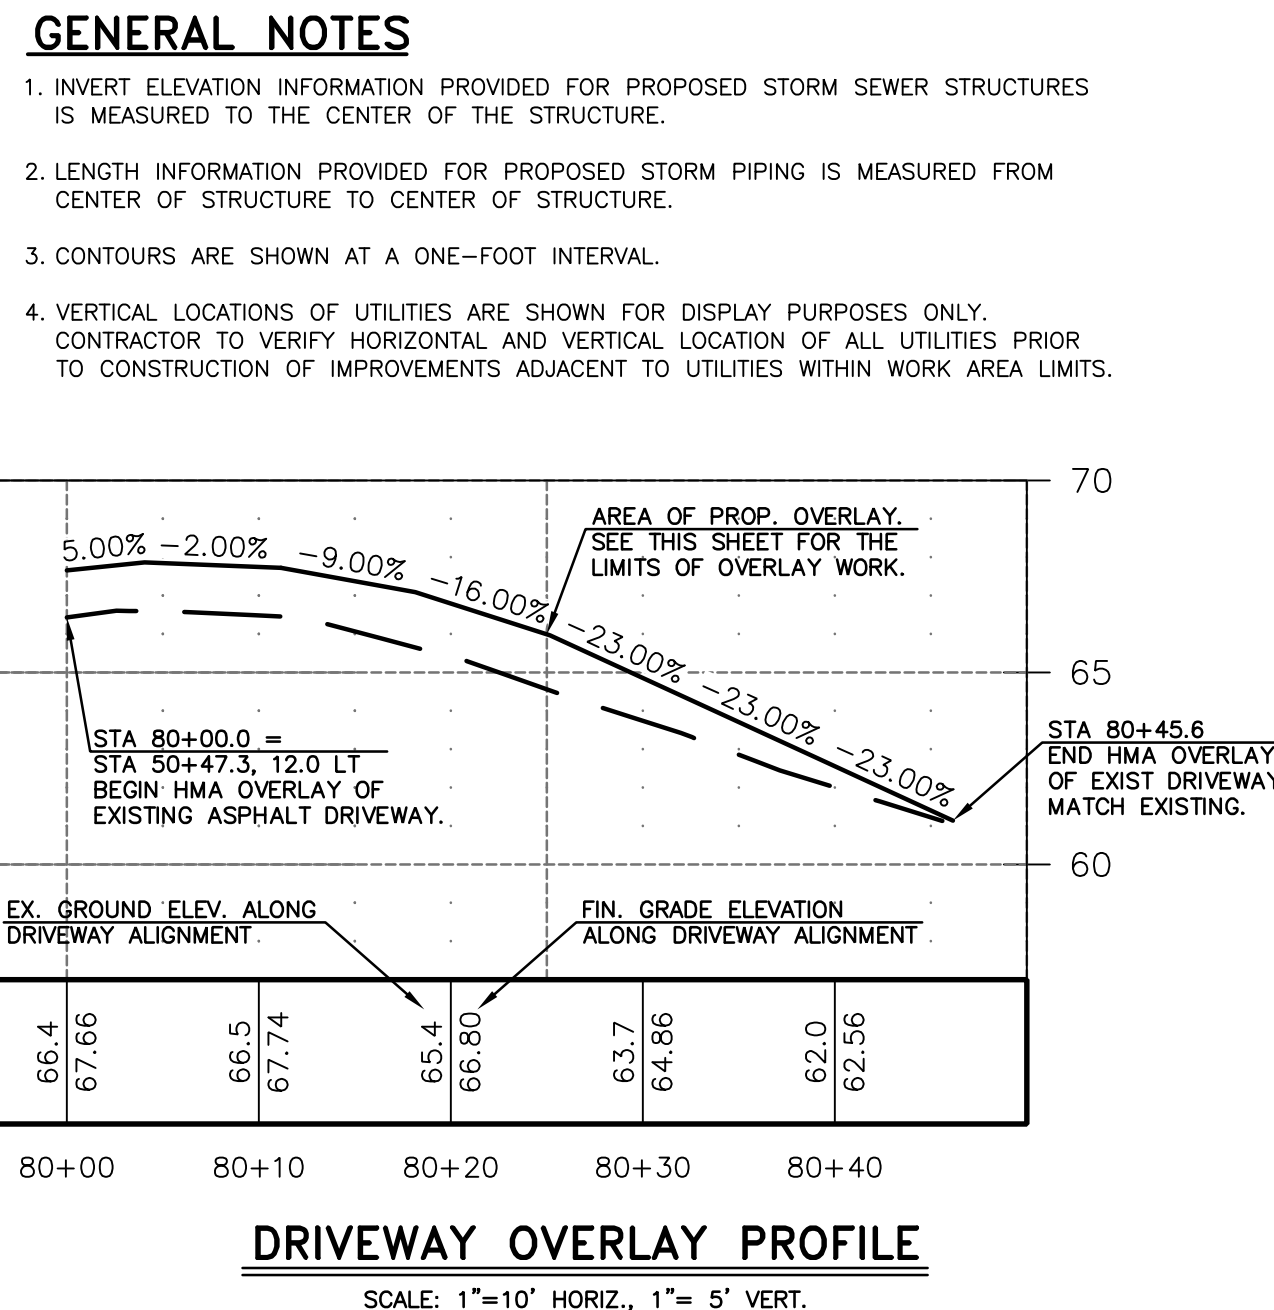 GENERAL NOTES
1. INVERT ELEVATION INFORMATION PROVIDED FOR PROPOSED STORM SEWER STRUCTURES
IS MEASURED TO THE CENTER OF THE STRUCTURE.
2. LENGTH INFORMATION PROVIDED FOR PROPOSED STORM PIPING IS MEASURED FROM
CENTER OF STRUCTURE TO CENTER OF STRUCTURE.
3. CONTOURS ARE SHOWN AT A ONE-FOOT INTERVAL.
4. VERTICAL LOCATIONS OF UTILITIES ARE SHOWN FOR DISPLAY PURPOSES ONLY.
CONTRACTOR TO VERIFY HORIZONTAL AND VERTICAL LOCATION OF ALL UTILITIES PRIOR
TO CONSTRUCTION OF IMPROVEMENTS ADJACENT TO UTILITIES WITHIN WORK AREA LIMITS.
70
AREA OF PROP. OVERLAY.
SEE THIS SHEET FOR THE
LIMITS OF OVERLAY WORK.
5.00% -2.00% -9.00% -16.00% -23.00% -23.00% -23.00%
65
STA 80+00.0 =
STA 50+47.3, 12.0 LT
BEGIN HMA OVERLAY OF
EXISTING ASPHALT DRIVEWAY.
STA 80+45.6
END HMA OVERLAY
OF EXIST DRIVEWAY
MATCH EXISTING.
60
EX. GROUND ELEV. ALONG
DRIVEWAY ALIGNMENT
FIN. GRADE ELEVATION
ALONG DRIVEWAY ALIGNMENT
66.4
67.66
66.5
67.74
65.4
66.80
63.7
64.86
62.0
62.56
80+00 80+10 80+20 80+30 80+40
DRIVEWAY OVERLAY PROFILE
SCALE: 1"=10' HORIZ., 1"= 5' VERT.